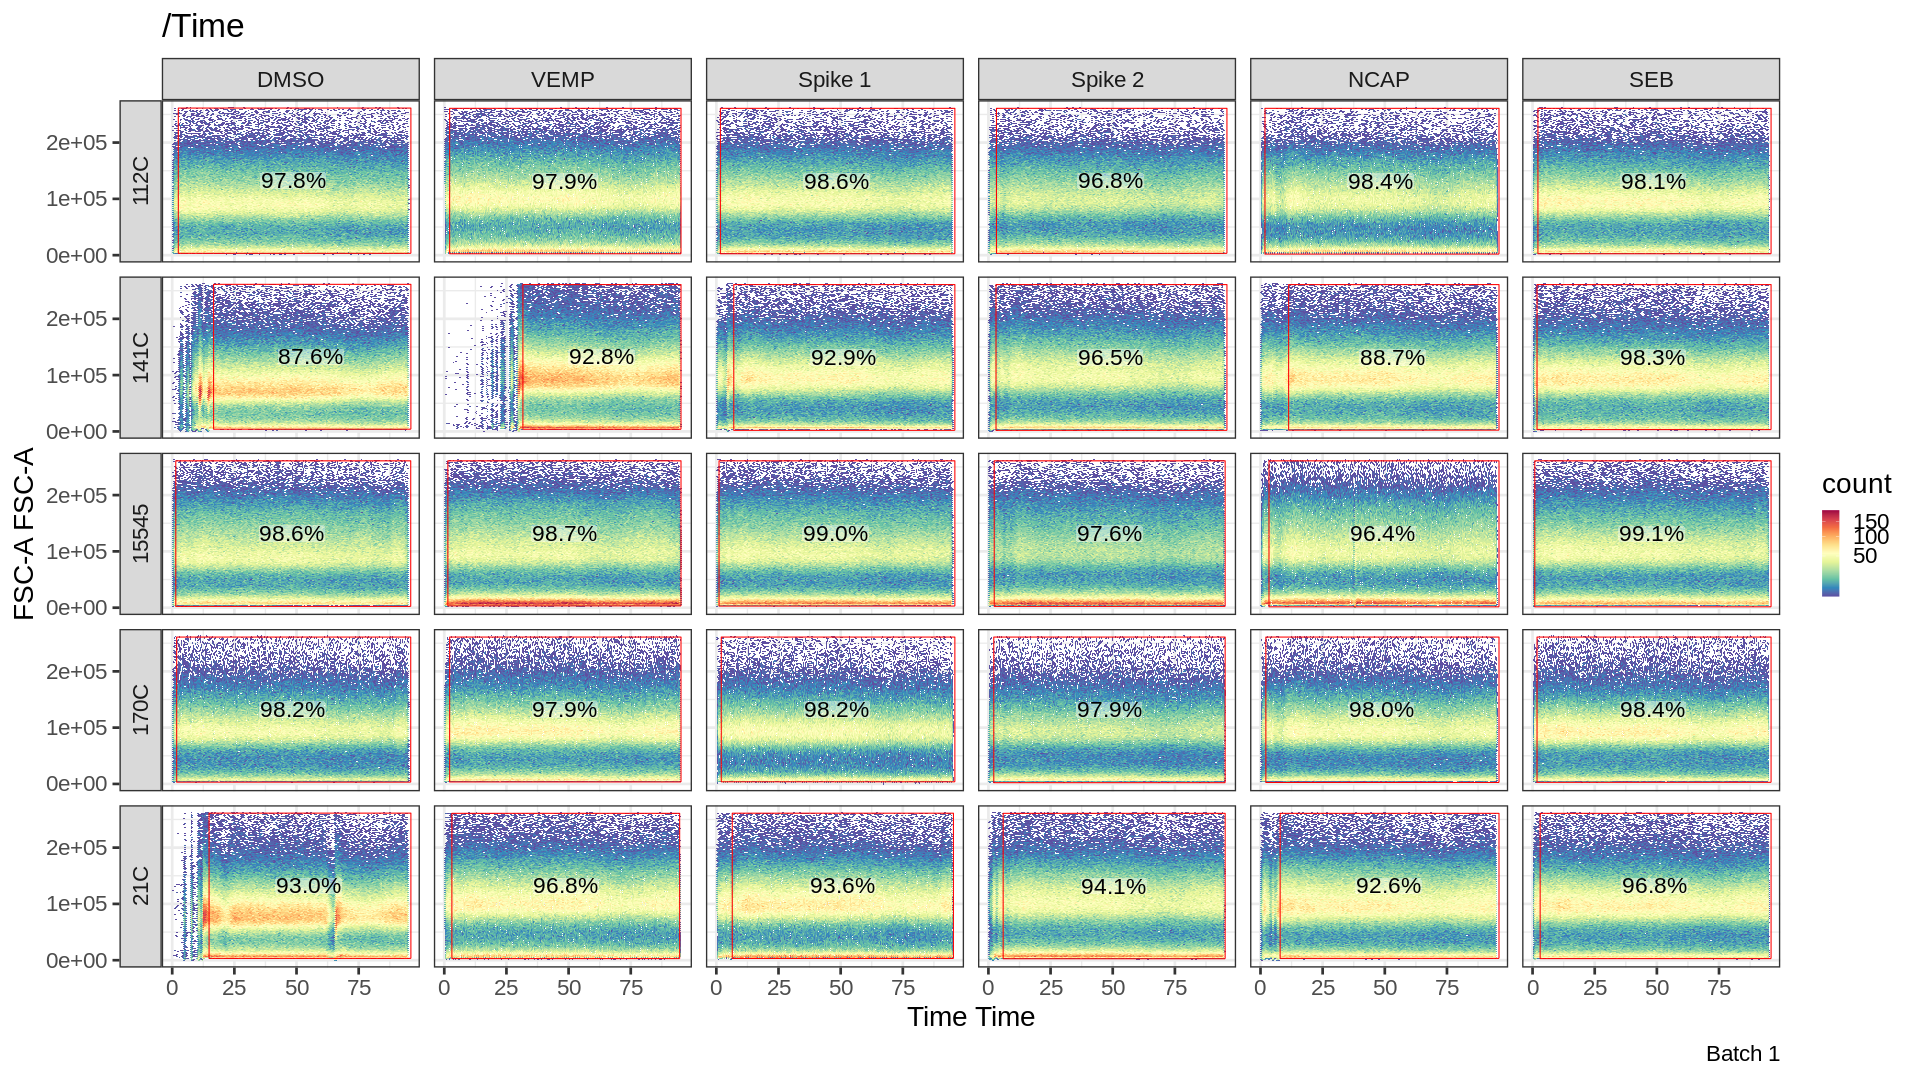 /Time
DMSO VEMP Spike 1 Spike 2 NCAP SEB
112C
2e+05
1e+05
0e+00
97.8% 97.9% 98.6% 96.8% 98.4% 98.1%
141C
2e+05
1e+05
0e+00
87.6% 92.8% 92.9% 96.5% 88.7% 98.3%
15545
2e+05
1e+05
0e+00
98.6% 98.7% 99.0% 97.6% 96.4% 99.1%
170C
2e+05
1e+05
0e+00
98.2% 97.9% 98.2% 97.9% 98.0% 98.4%
21C
2e+05
1e+05
0e+00
93.0% 96.8% 93.6% 94.1% 92.6% 96.8%
0 25 50 75 0 25 50 75 0 25 50 75 0 25 50 75 0 25 50 75 0 25 50 75
Time Time
FSC-A FSC-A
count
150
100
50
Batch 1